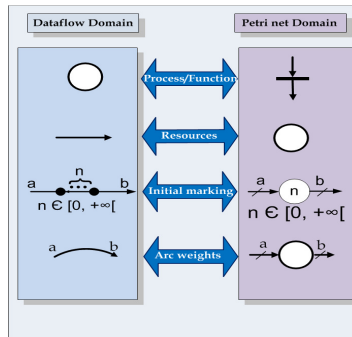 Dataflow Domain
Petri net Domain
Process/Function
Resources
n
a b
Initial marking
a n b
n Є [0, +∞[
n Є [0, +∞[
a b
Arc weights
a b